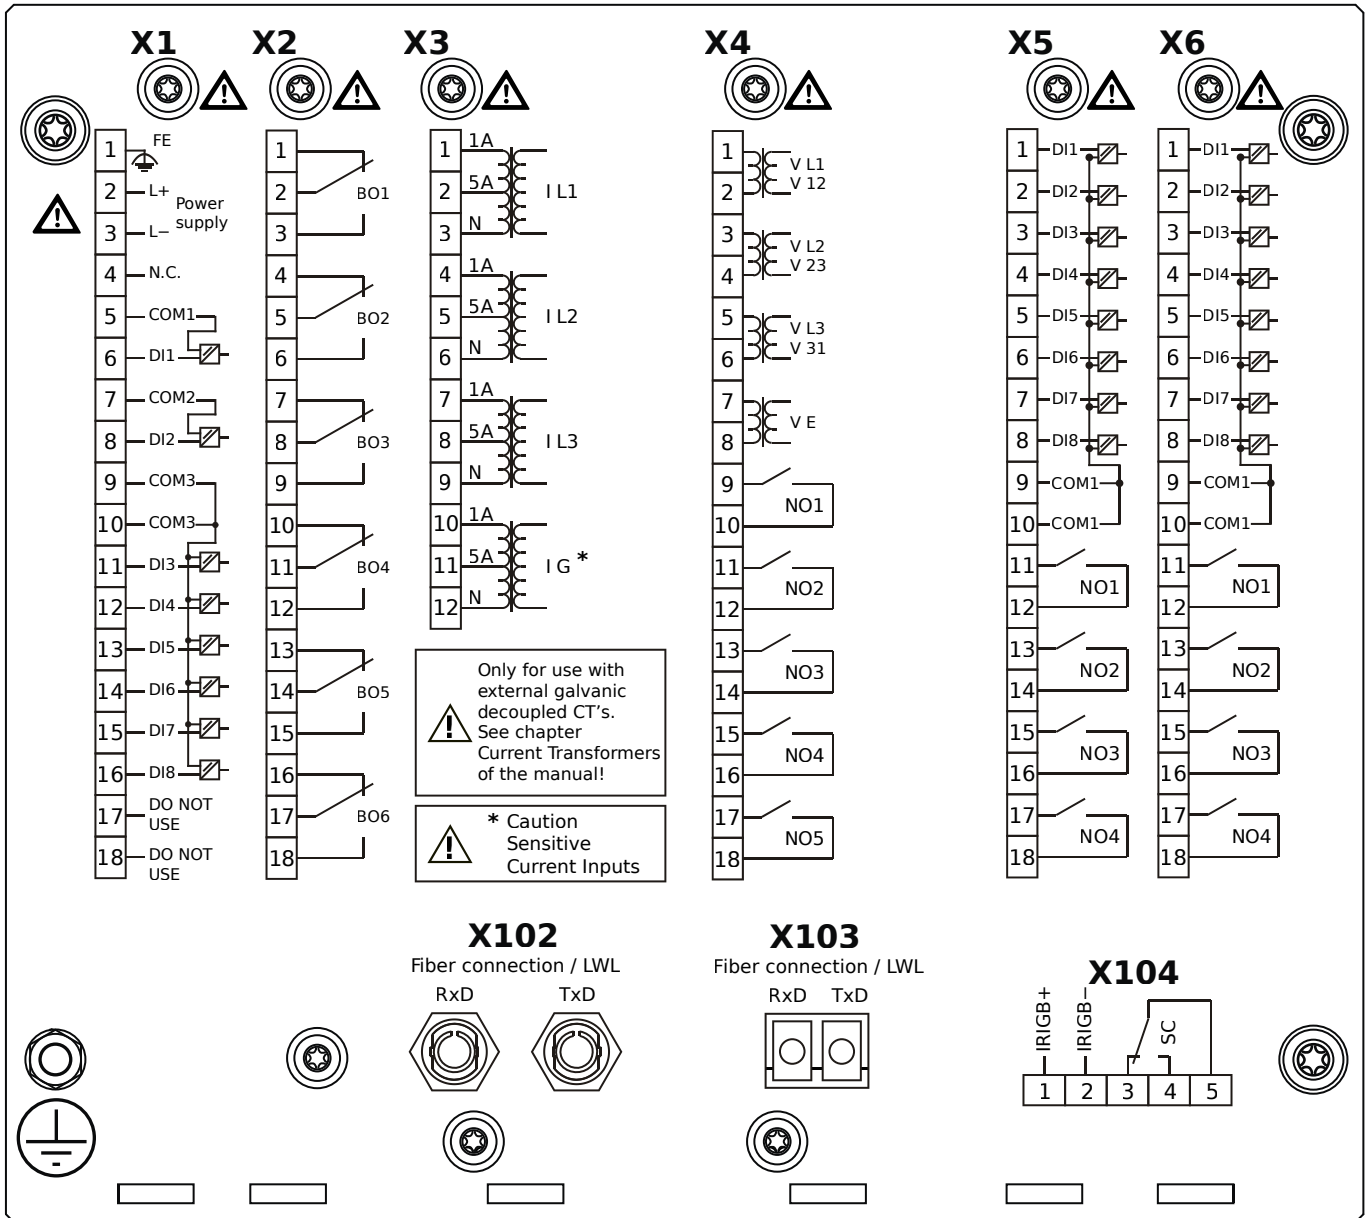 X1
X2
X3
X4
X5
X6
1 FE
2 L+
Power
supply
3 L−
4 N.C.
5 COM1
6 DI1
7 COM2
8 DI2
9 COM3
10 COM3
11 DI3
12 DI4
13 DI5
14 DI6
15 DI7
16 DI8
17 DO NOT
USE
18 DO NOT
USE
1
2 BO1
3
4
5 BO2
6
7
8 BO3
9
10
11 BO4
12
13
14 BO5
15
16
17 BO6
18
1 1A
2 5A I L1
3 N
4 1A
5 5A I L2
6 N
7 1A
8 5A I L3
9 N
10 1A
11 5A I G *
12 N
Only for use with
external galvanic
decoupled CT's.
See chapter
Current Transformers
of the manual!
* Caution
Sensitive
Current Inputs
1 V L1
2 V 12
3 V L2
4 V 23
5 V L3
6 V 31
7 V E
8
9 NO1
10
11 NO2
12
13 NO3
14
15 NO4
16
17 NO5
18
1 DI1
2 DI2
3 DI3
4 DI4
5 DI5
6 DI6
7 DI7
8 DI8
9 COM1
10 COM1
11 NO1
12
13 NO2
14
15 NO3
16
17 NO4
18
1 DI1
2 DI2
3 DI3
4 DI4
5 DI5
6 DI6
7 DI7
8 DI8
9 COM1
10 COM1
11 NO1
12
13 NO2
14
15 NO3
16
17 NO4
18
X102
Fiber connection / LWL
RxD TxD
X103
Fiber connection / LWL
RxD TxD
X104
IRIGB+
IRIGB−
SC
1 2 3 4 5